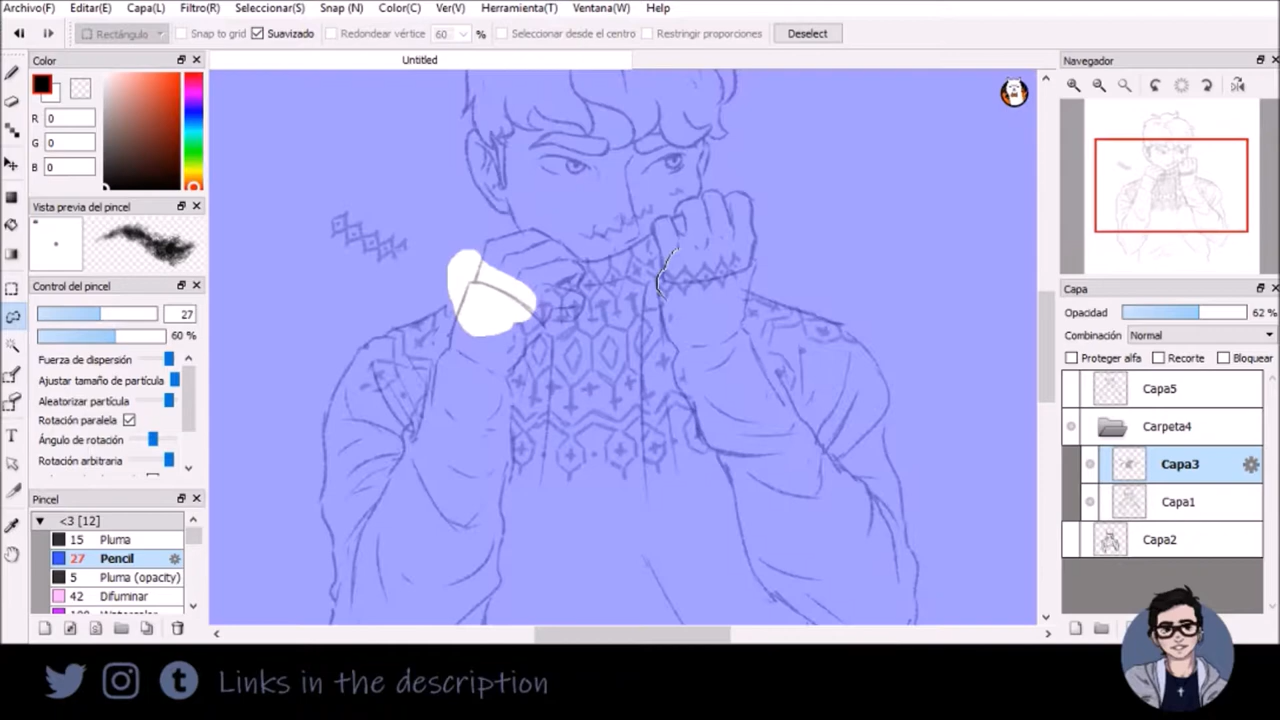 Archivo(F) Editar(E) Capa(L) Filtro(R) Seleccionar(S) Snap (N) Color(C) Ver(V) Herramienta(T) Ventana(W) Help
Rectángulo Snap to grid Suavizado Redondear vértice 60 % Seleccionar desde el centro Restringir proporciones Deselect
Color
Untitled
Navegador
R 0
G 0
B 0
Vista previa del pincel
Control del pincel
27
60 %
Fuerza de dispersión
Ajustar tamaño de partícula
Aleatorizar partícula
Rotación paralela
Ángulo de rotación
Rotación arbitraria
Pincel
<3 [12]
15 Pluma
27 Pencil
5 Pluma (opacity)
42 Difuminar
Capa
Opacidad 62 %
Combinación Normal
Proteger alfa Recorte Bloquear
Capa5
Carpeta4
Capa3
Capa1
Capa2
Links in the description